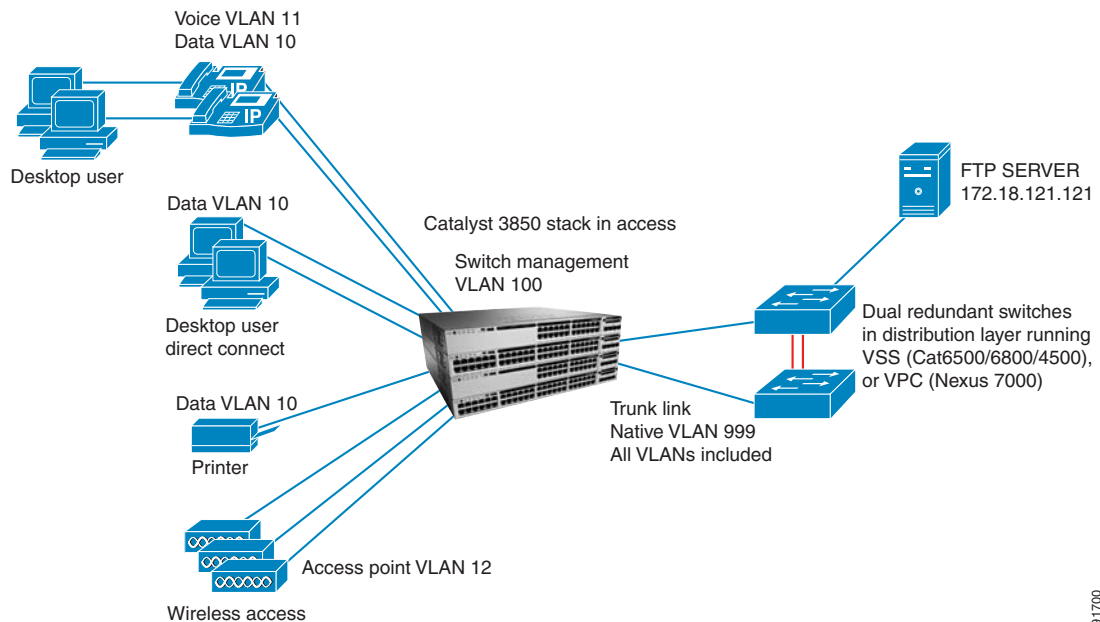 Voice VLAN 11
Data VLAN 10
IP
IP
Desktop user
Data VLAN 10
Desktop user
direct connect
Data VLAN 10
Printer
Access point VLAN 12
Wireless access
Catalyst 3850 stack in access
Switch management
VLAN 100
Trunk link
Native VLAN 999
All VLANs included
FTP SERVER
172.18.121.121
Dual redundant switches
in distribution layer running
VSS (Cat6500/6800/4500),
or VPC (Nexus 7000)